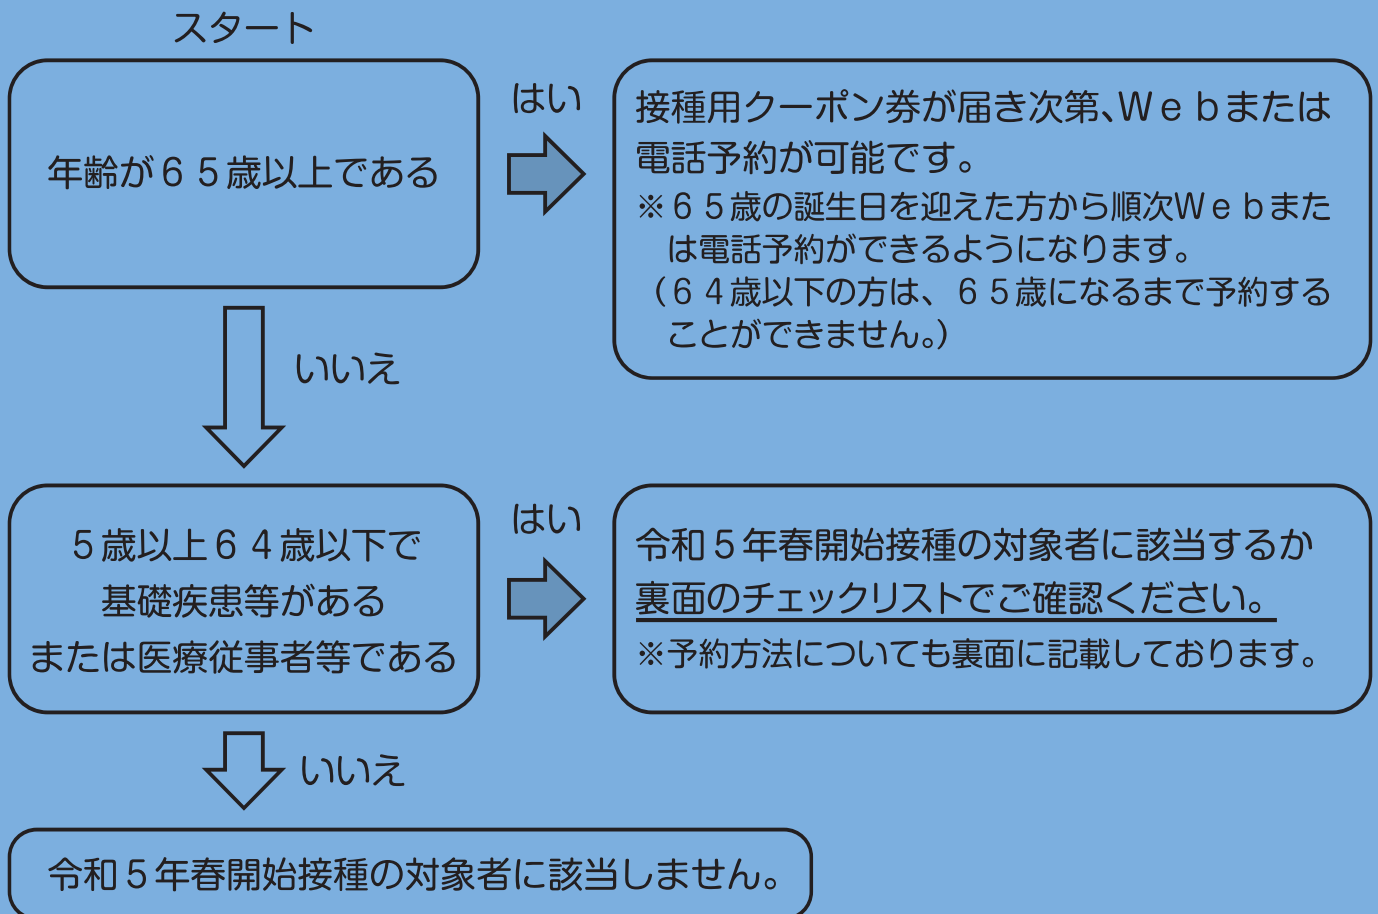 スタート
年齢が６５歳以上である
はい
接種用クーポン券が届き次第、Ｗｅｂまたは
電話予約が可能です。
※６５歳の誕生日を迎えた方から順次Ｗｅｂまた
は電話予約ができるようになります。
（６４歳以下の方は、６５歳になるまで予約する
ことができません。）
いいえ
５歳以上６４歳以下で
基礎疾患等がある
または医療従事者等である
はい
令和５年春開始接種の対象者に該当するか
裏面のチェックリストでご確認ください。
※予約方法についても裏面に記載しております。
いいえ
令和５年春開始接種の対象者に該当しません。